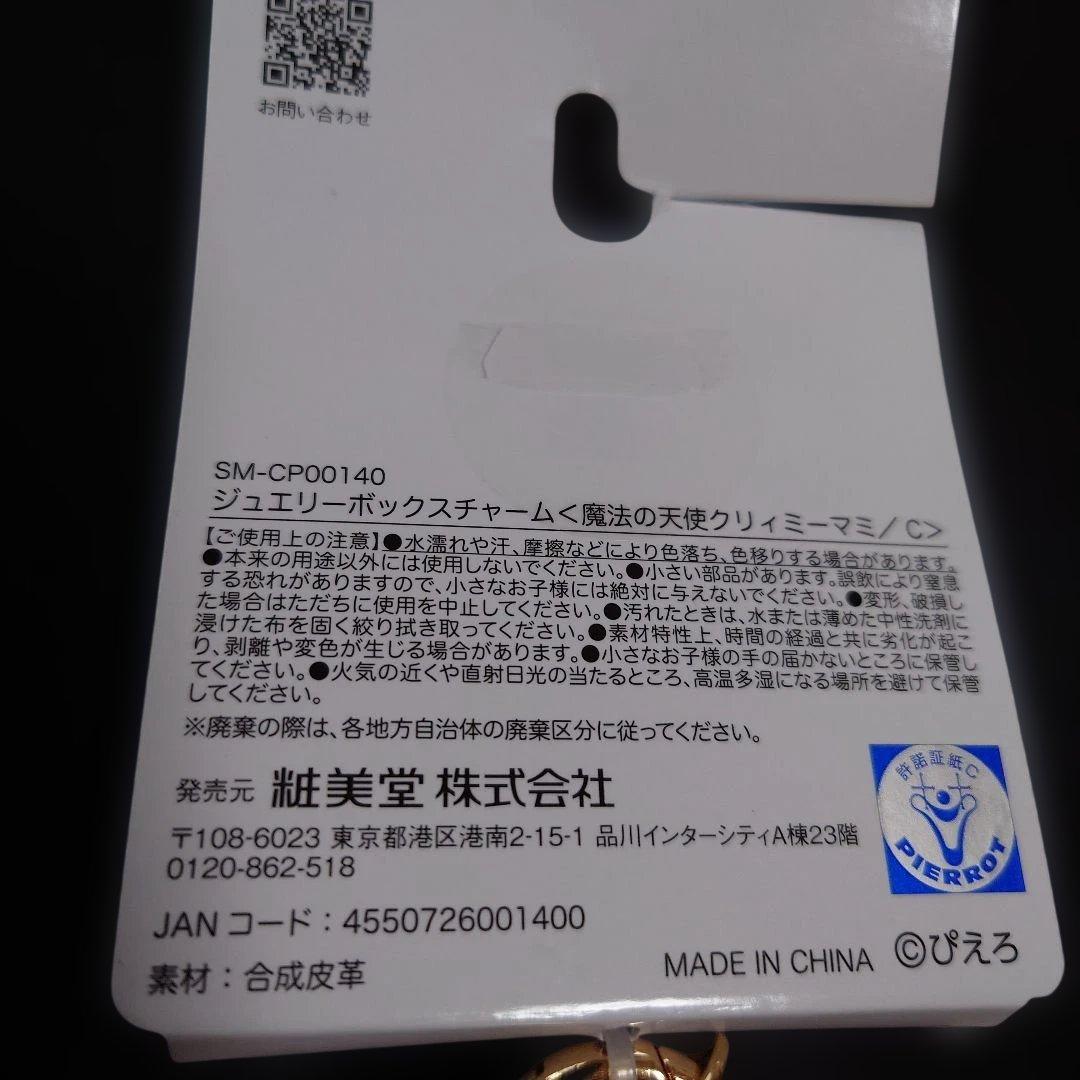 お問い合わせ
SM-CP00140
ジュエリーボックスチャーム<魔法の天使クリィミーマミ/C>
【ご使用上の注意】●水濡れや汗、摩擦などにより色落ち、色移りする場合があります。
●本来の用途以外には使用しないでください。●小さい部品があります。誤飲により窒息
する恐れがありますので、小さなお子様には絶対に与えないでください。●変形、破損し
た場合はただちに使用を中止してください。●汚れたときは、水または薄めた中性洗剤に
浸けた布を固く絞り拭き取ってください。●素材特性上、時間の経過と共に劣化が起こ
り、剥離や変色が生じる場合があります。●小さなお子様の手の届かないところに保管し
てください。●火気の近くや直射日光の当たるところ、高温多湿になる場所を避けて保管
してください。
※廃棄の際は、各地方自治体の廃棄区分に従ってください。
発売元 粧美堂 株式会社
〒108-6023 東京都港区港南2-15-1 品川インターシティA棟23階
0120-862-518
許諾証紙C
PIERROT
JANコード:4550726001400
素材:合成皮革
MADE IN CHINA ©ぴえろ